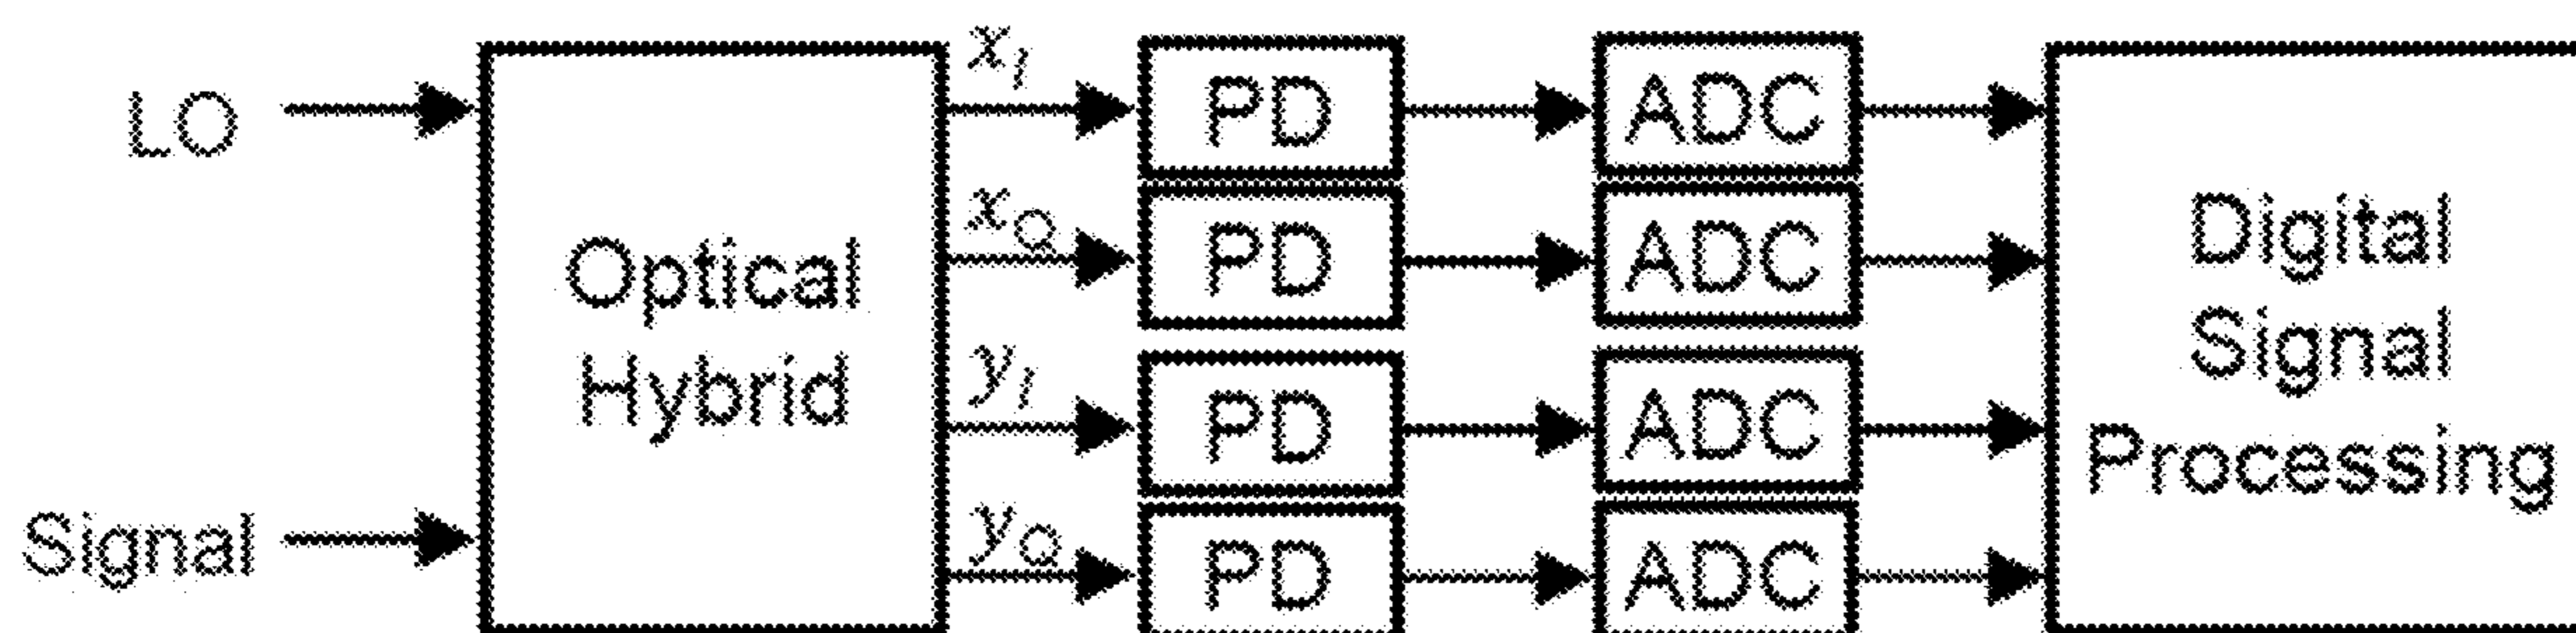 LO
Signal
Optical
Hybrid
x_I
x_Q
y_I
y_Q
PD
PD
PD
PD
ADC
ADC
ADC
ADC
Digital
Signal
Processing